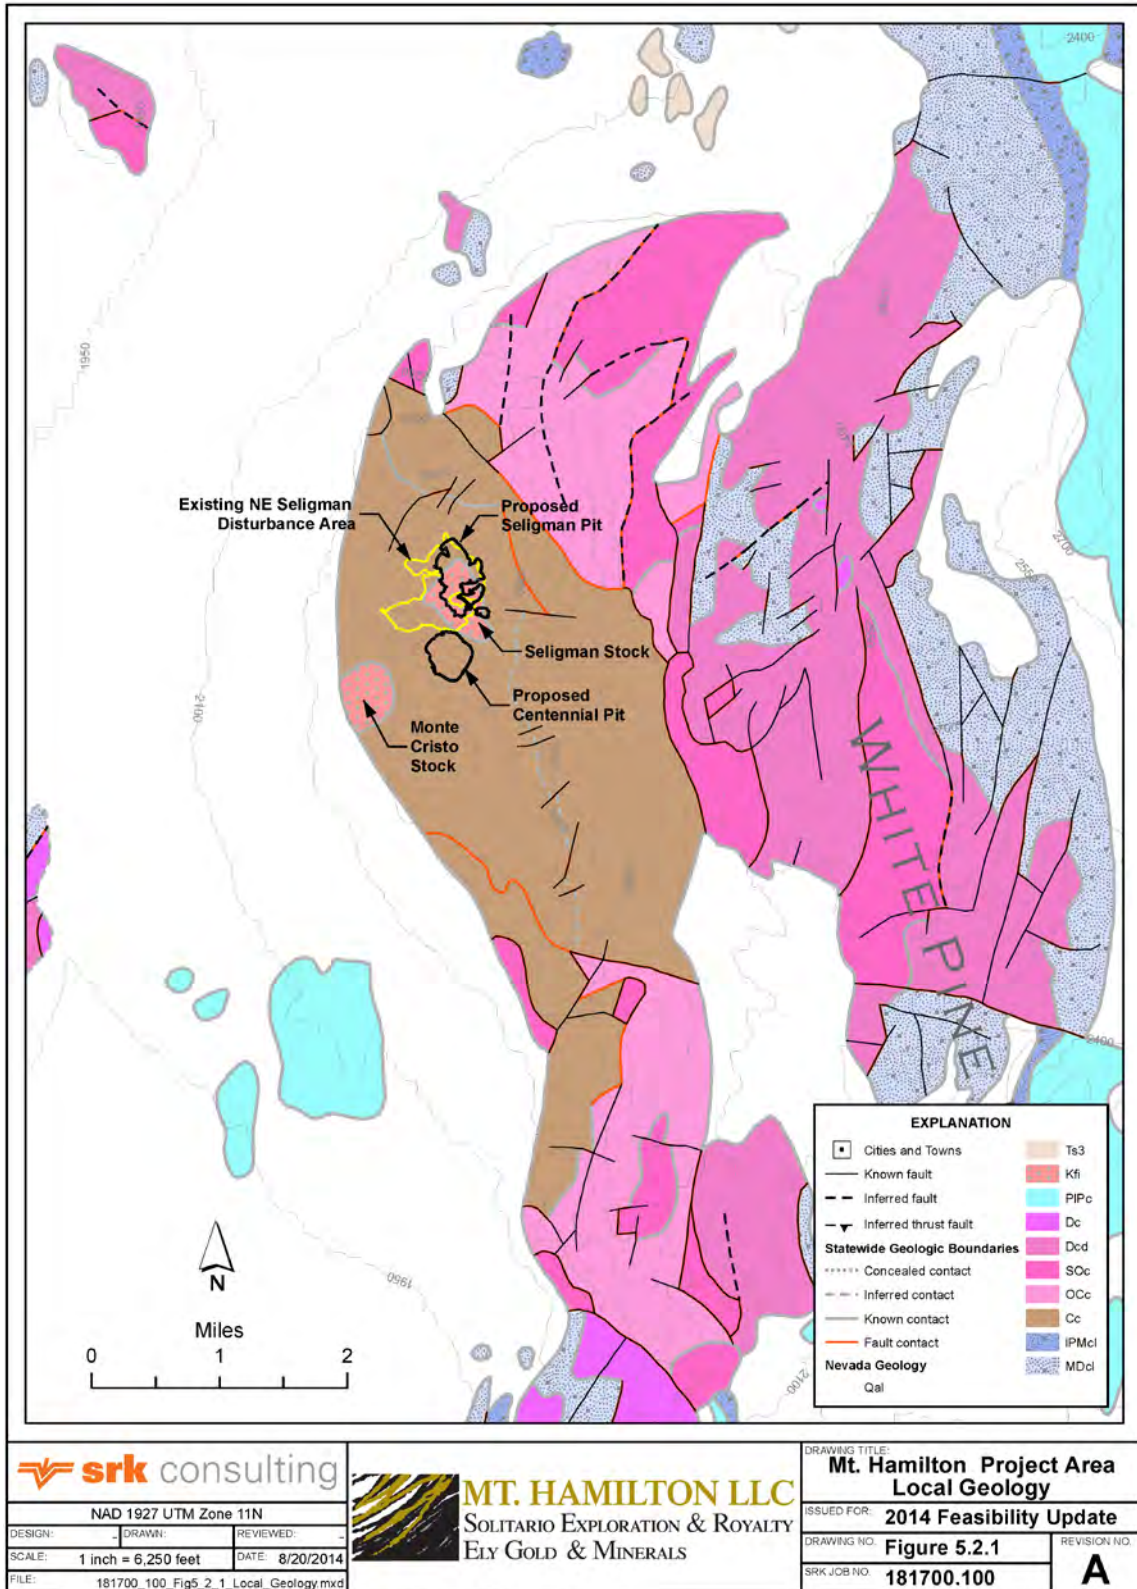 2400
1950
Existing NE Seligman
Disturbance Area
Proposed
Seligman Pit
2700
2100
Seligman Stock
Proposed
Centennial Pit
Monte
Cristo
Stock
WHITE PINE
2400
1950
2100
N
Miles
0 1 2
EXPLANATION
Cities and Towns
Known fault
Inferred fault
Inferred thrust fault
Statewide Geologic Boundaries
Concealed contact
Inferred contact
Known contact
Fault contact
Nevada Geology
Qal
Ts3
Kfi
PIPc
Dc
Dcd
SOc
OCc
Cc
IPMcl
MDcl
srk consulting
NAD 1927 UTM Zone 11N
DESIGN: - DRAWN: REVIEWED: -
SCALE: 1 inch = 6,250 feet DATE: 8/20/2014
FILE: 181700_100_Fig5_2_1_Local_Geology.mxd
MT. HAMILTON LLC
SOLITARIO EXPLORATION & ROYALTY
ELY GOLD & MINERALS
DRAWING TITLE:
Mt. Hamilton Project Area
Local Geology
ISSUED FOR: 2014 Feasibility Update
DRAWING NO. Figure 5.2.1
REVISION NO.
A
SRK JOB NO. 181700.100